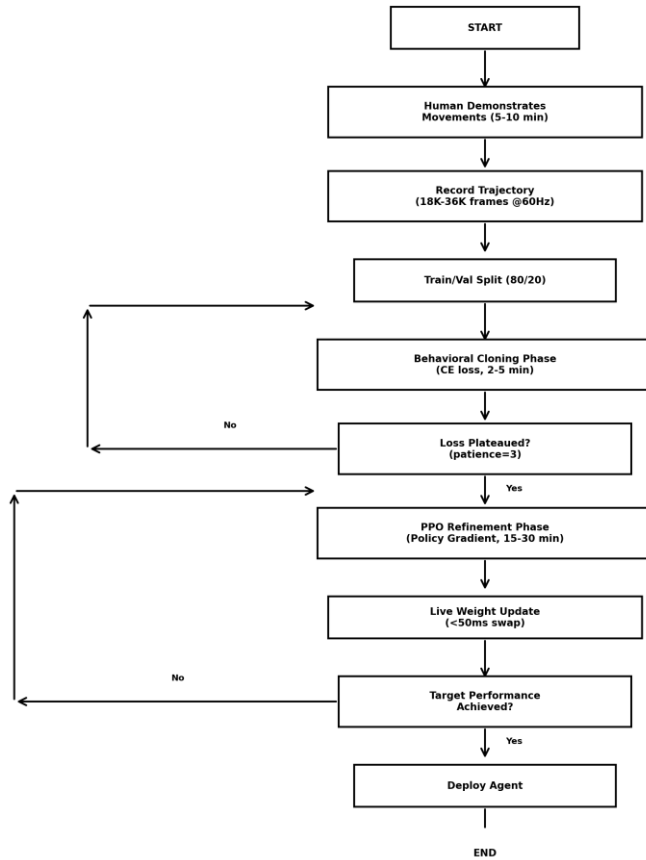 START
Human Demonstrates
Movements (5-10 min)
Record Trajectory
(18K-36K frames @60Hz)
Train/Val Split (80/20)
Behavioral Cloning Phase
(CE loss, 2-5 min)
No
Loss Plateaued?
(patience=3)
Yes
PPO Refinement Phase
(Policy Gradient, 15-30 min)
Live Weight Update
(<50ms swap)
No
Target Performance
Achieved?
Yes
Deploy Agent
END